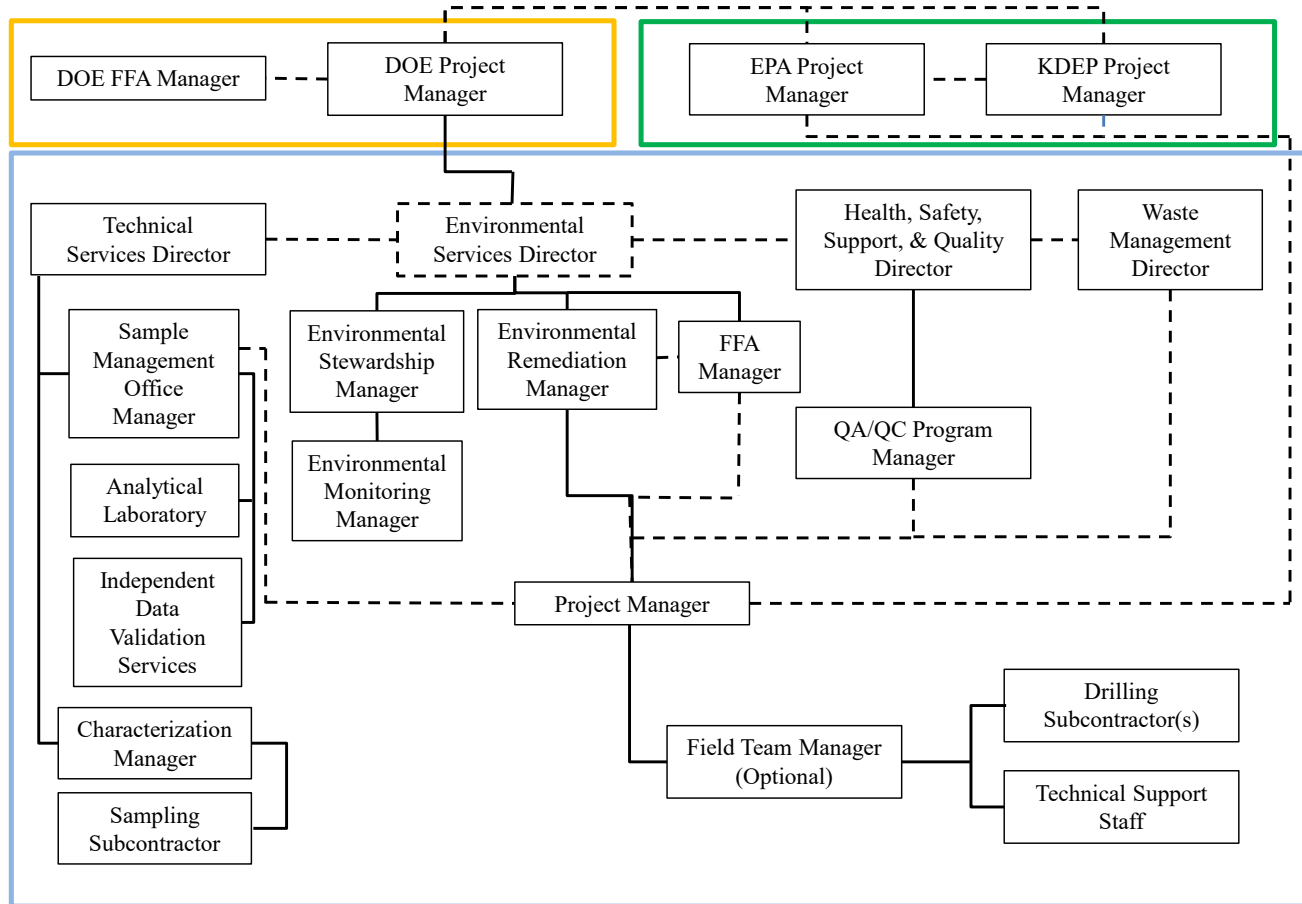 DOE FFA Manager
DOE Project
Manager
EPA Project
Manager
KDEP Project
Manager
Technical
Services Director
Environmental
Services Director
Health, Safety,
Support, & Quality
Director
Waste
Management
Director
Sample
Management
Office
Manager
Environmental
Stewardship
Manager
Environmental
Remediation
Manager
FFA
Manager
QA/QC Program
Manager
Environmental
Monitoring
Manager
Analytical
Laboratory
Independent
Data
Validation
Services
Project Manager
Characterization
Manager
Sampling
Subcontractor
Field Team Manager
(Optional)
Drilling
Subcontractor(s)
Technical Support
Staff